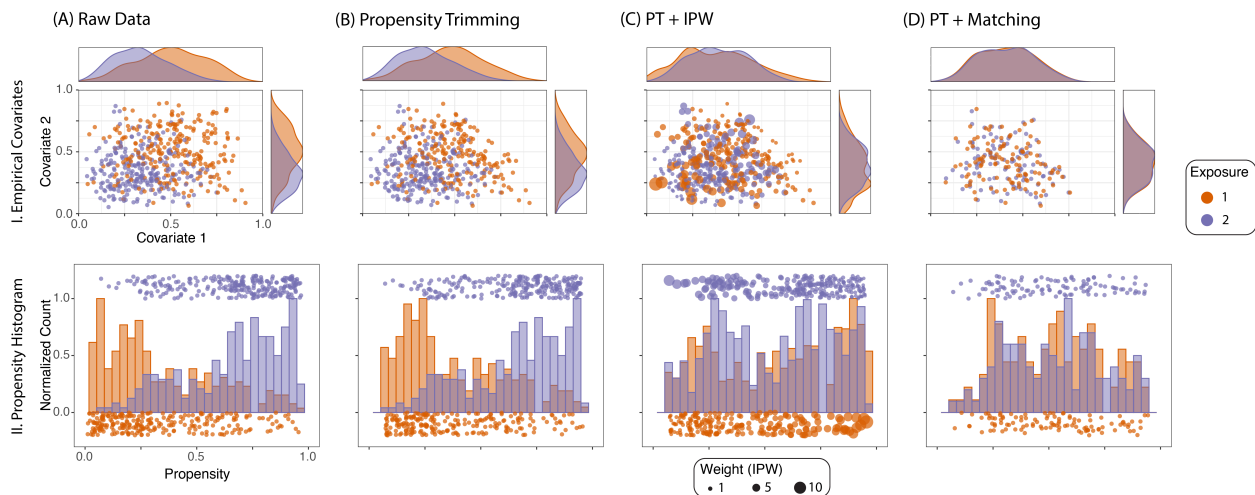 (A) Raw Data
(B) Propensity Trimming
(C) PT + IPW
(D) PT + Matching
I. Empirical Covariates
Covariate 2
1.0
0.5
0.0
0.0
0.5
1.0
Covariate 1
Exposure
1
2
II. Propensity Histogram
Normalized Count
1.0
0.5
0.0
0.0
0.5
1.0
Propensity
Weight (IPW)
1
5
10